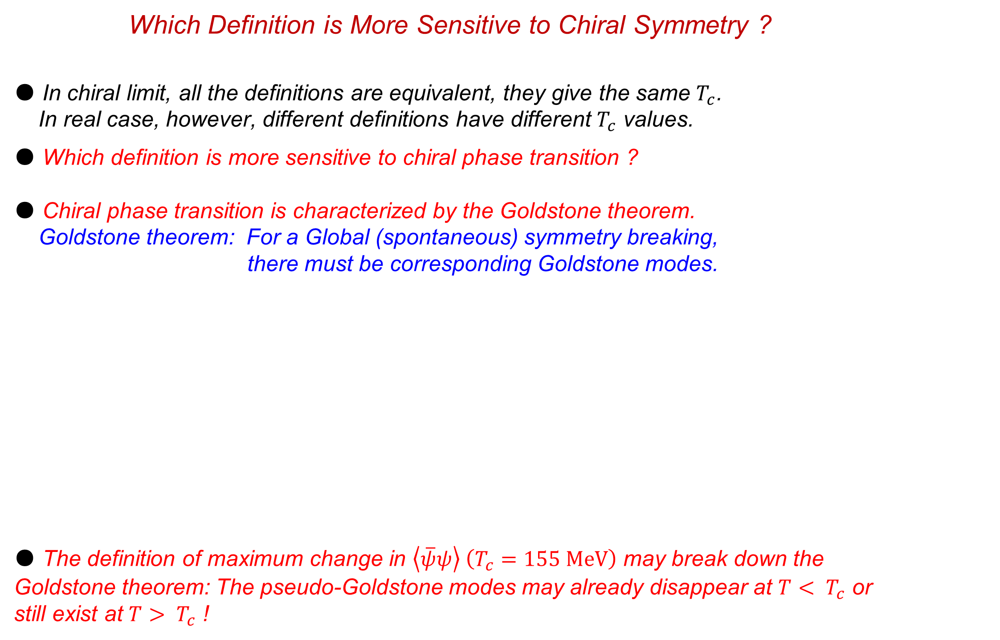 Which Definition is More Sensitive to Chiral Symmetry ?
● In chiral limit, all the definitions are equivalent, they give the same $T_c$.
In real case, however, different definitions have different $T_c$ values.
● Which definition is more sensitive to chiral phase transition ?
● Chiral phase transition is characterized by the Goldstone theorem.
Goldstone theorem: For a Global (spontaneous) symmetry breaking,
there must be corresponding Goldstone modes.
● The definition of maximum change in $\langle\bar{\psi}\psi\rangle$ $(T_c = 155 \text{ MeV})$ may break down the
Goldstone theorem: The pseudo-Goldstone modes may already disappear at $T < T_c$ or
still exist at $T > T_c$ !